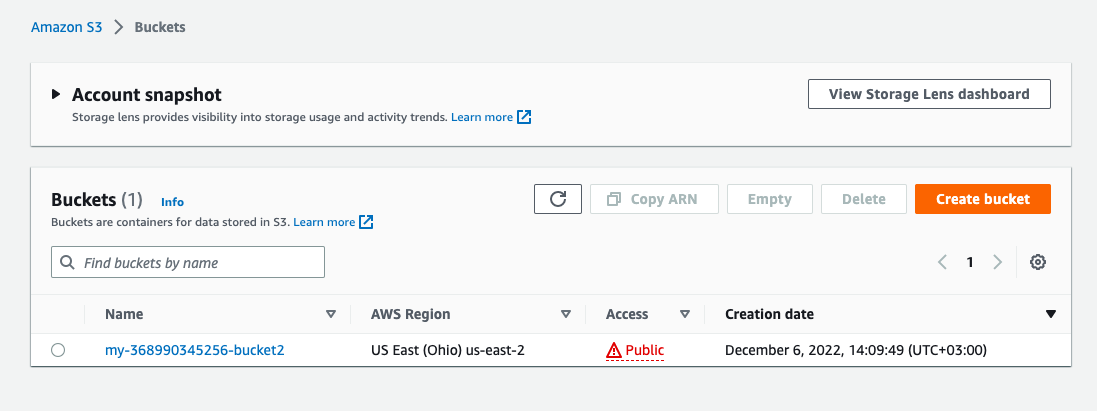 Amazon S3 > Buckets
Account snapshot
View Storage Lens dashboard
Storage lens provides visibility into storage usage and activity trends. Learn more
Buckets (1) Info
Copy ARN Empty Delete Create bucket
Buckets are containers for data stored in S3. Learn more
Find buckets by name
1
Name AWS Region Access Creation date
my-368990345256-bucket2 US East (Ohio) us-east-2 Public December 6, 2022, 14:09:49 (UTC+03:00)